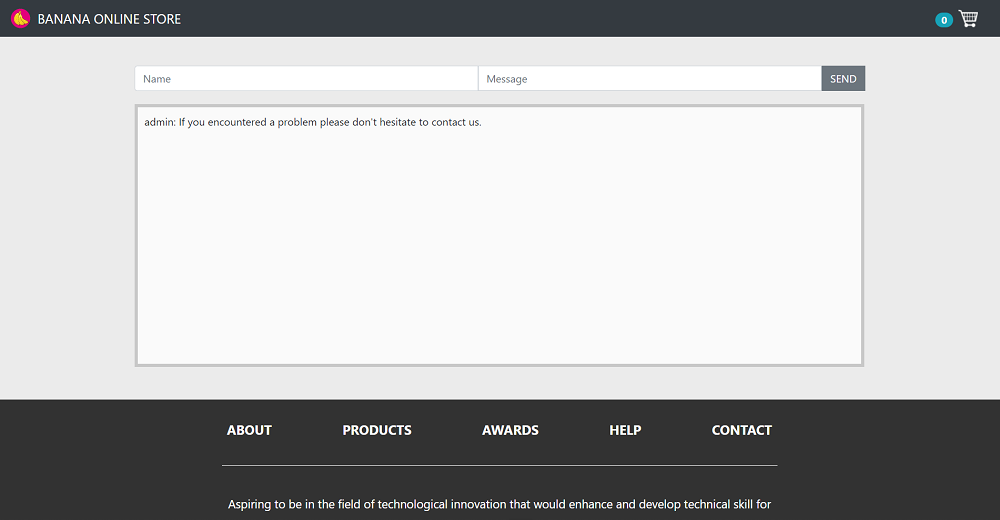 BANANA ONLINE STORE
0
Name
Message
SEND
admin: If you encountered a problem please don't hesitate to contact us.
ABOUT
PRODUCTS
AWARDS
HELP
CONTACT
Aspiring to be in the field of technological innovation that would enhance and develop technical skill for